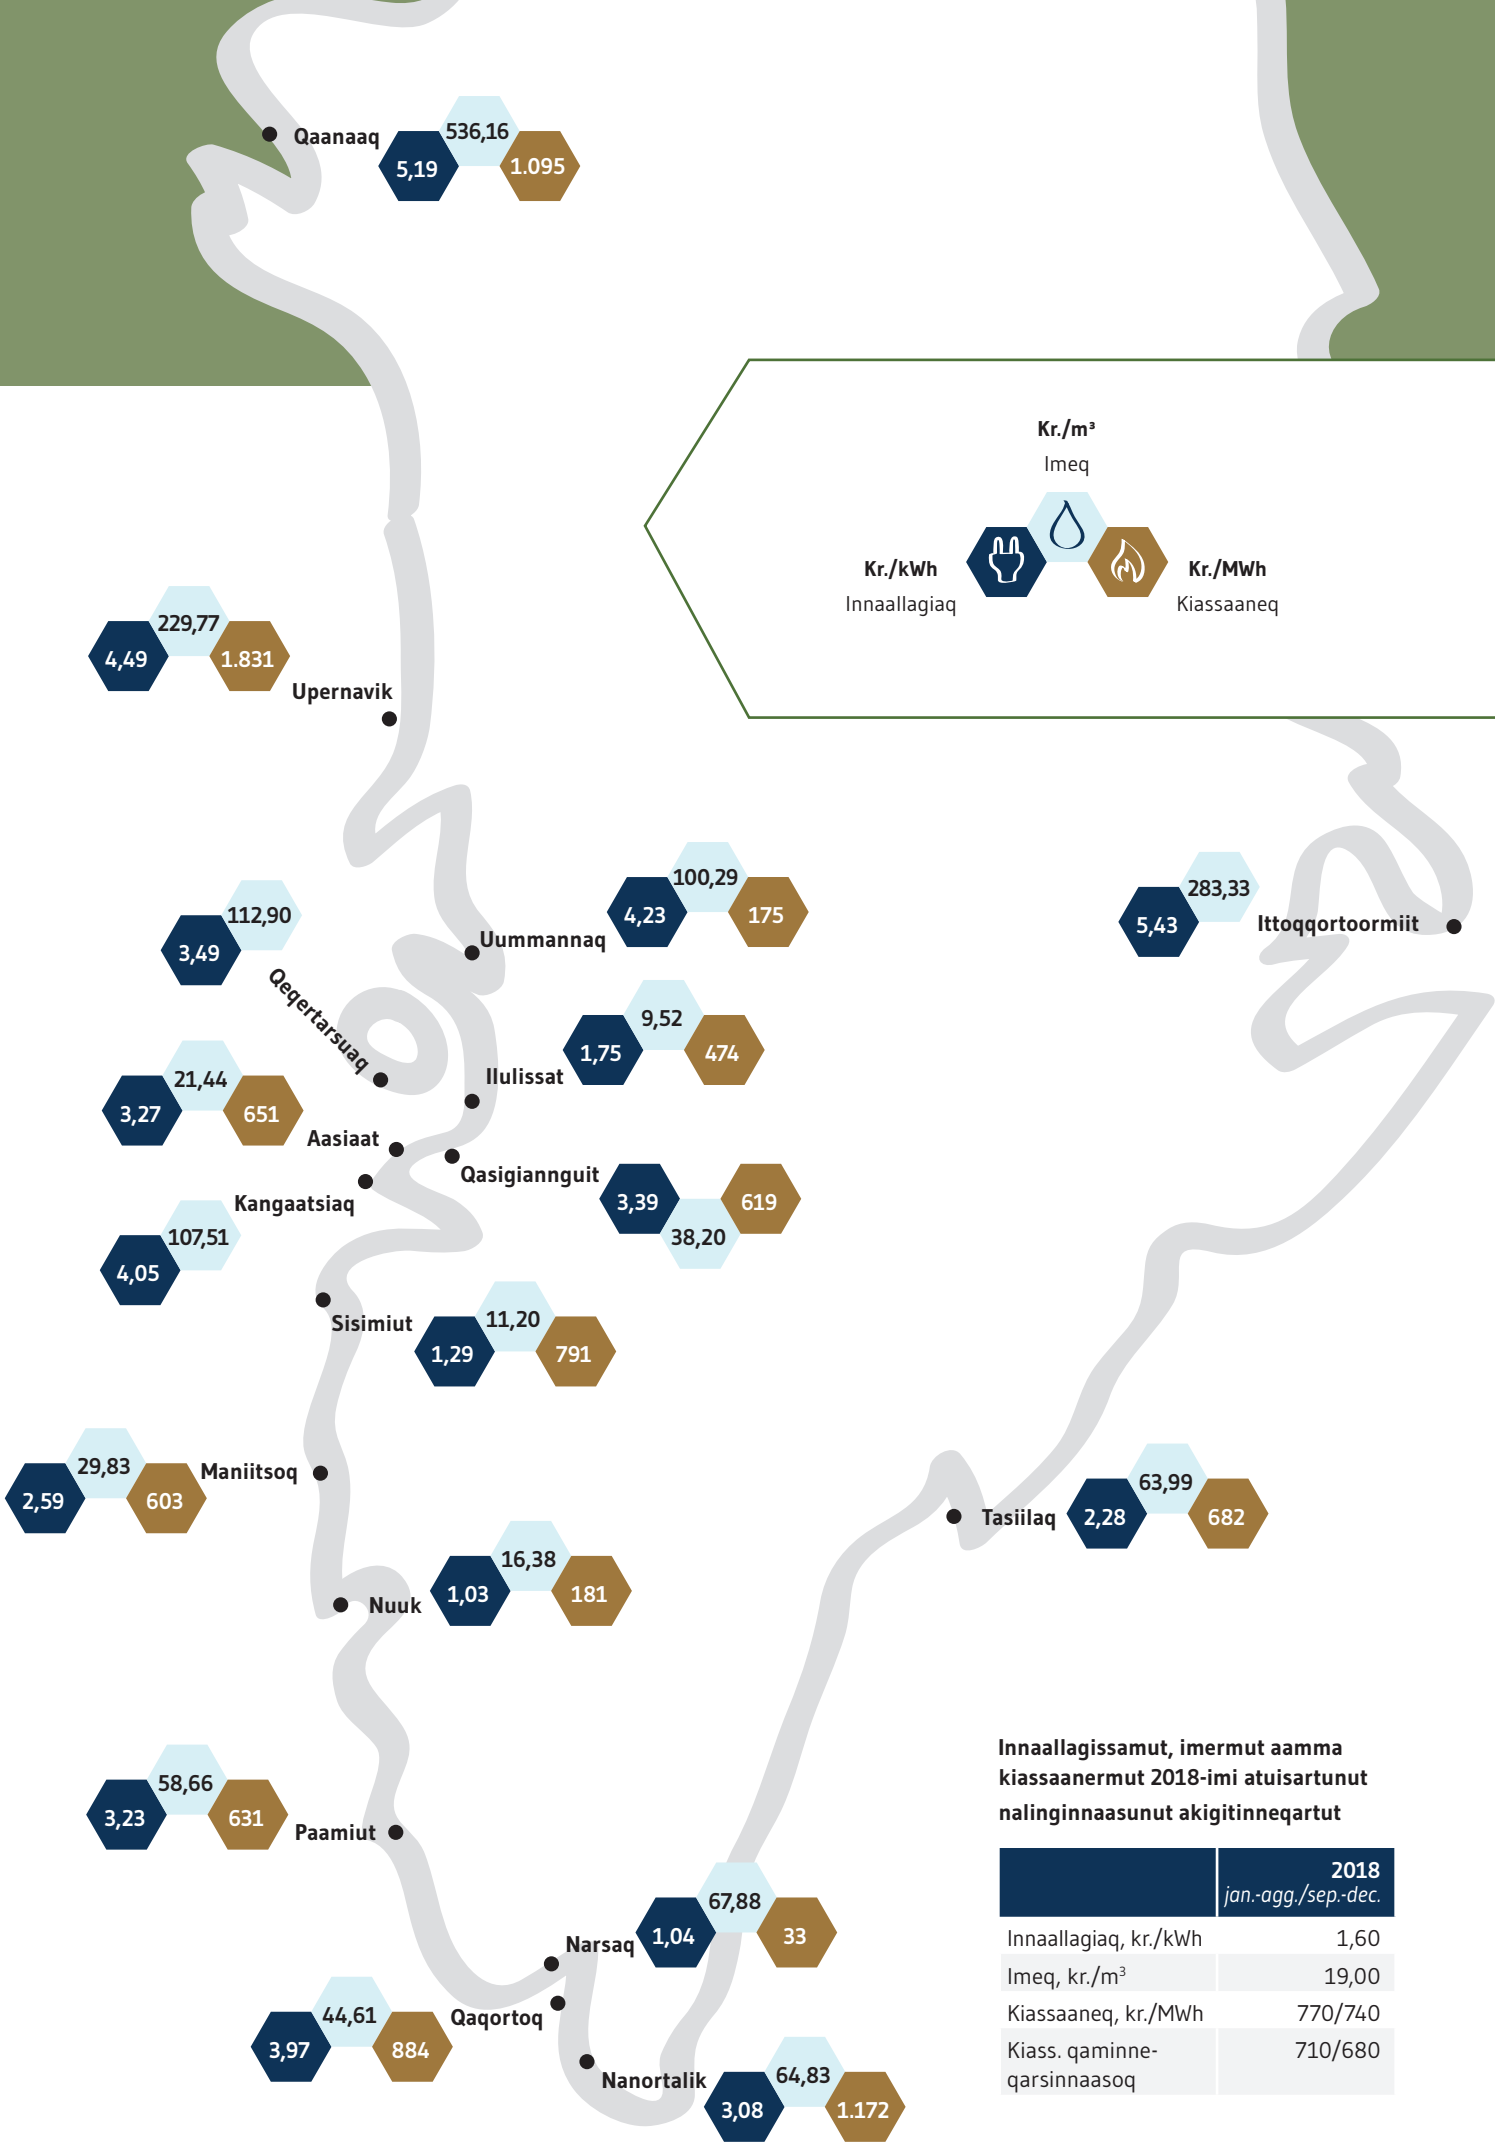 Qaanaaq
536,16
5,19
1.095
Kr./m³
Imeq
Kr./kWh
Innaallagiaq
Kr./MWh
Kiassaaneq
229,77
4,49
1.831
Upernavik
100,29
4,23
175
Uummannaq
283,33
5,43
Ittoqqortoormiit
112,90
3,49
Qeqertarsuaq
9,52
1,75
474
Ilulissat
21,44
3,27
651
Aasiaat
Qasigiannguit
3,39
619
38,20
Kangaatsiaq
107,51
4,05
Sisimiut
11,20
1,29
791
29,83
2,59
603
Maniitsoq
63,99
Tasiilaq
2,28
682
16,38
Nuuk
1,03
181
58,66
3,23
631
Paamiut
67,88
Narsaq
1,04
33
44,61
3,97
884
Qaqortoq
Nanortalik
64,83
3,08
1.172
Innaallagissamut, imermut aamma
kiassaanermut 2018-imi atuisartunut
nalinginnaasunut akigitinneqartut
2018
jan.-agg./sep.-dec.
Innaallagiaq, kr./kWh 1,60
Imeq, kr./m³ 19,00
Kiassaaneq, kr./MWh 770/740
Kiass. qaminne- 710/680
qarsinnaasoq